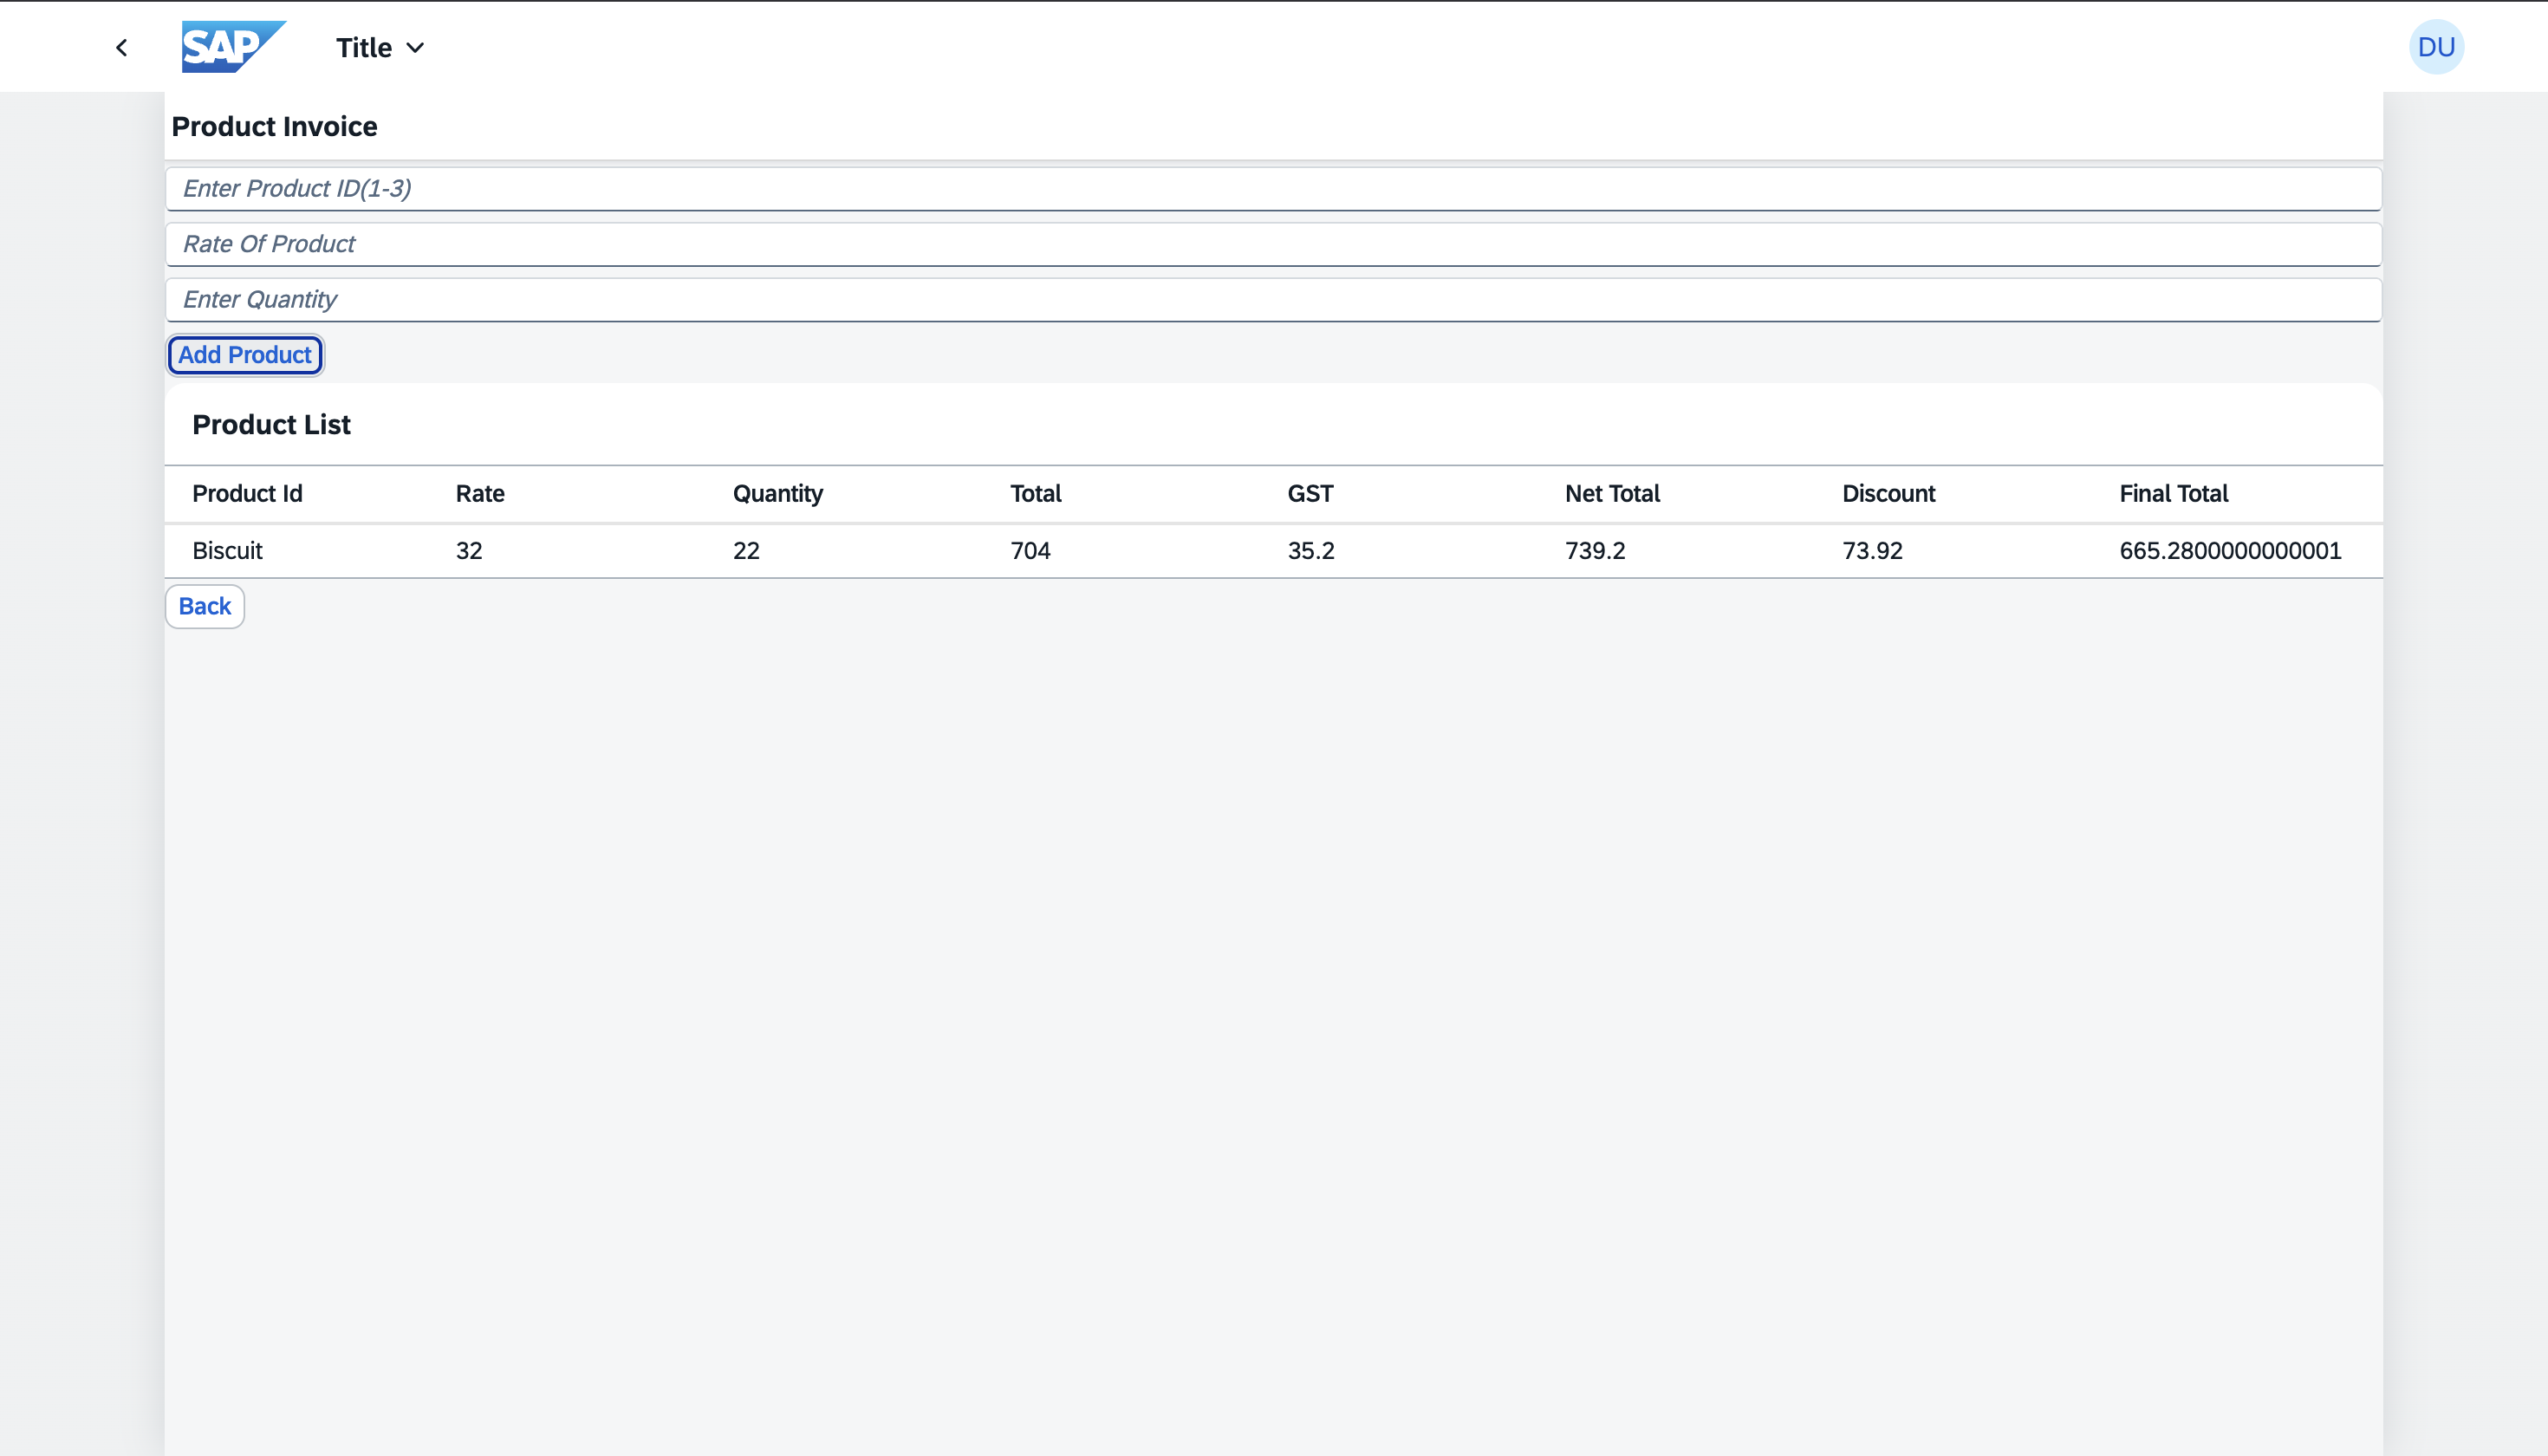 SAP Title DU
Product Invoice
Enter Product ID(1-3)
Rate Of Product
Enter Quantity
Add Product
Product List
Product Id Rate Quantity Total GST Net Total Discount Final Total
Biscuit 32 22 704 35.2 739.2 73.92 665.2800000000001
Back